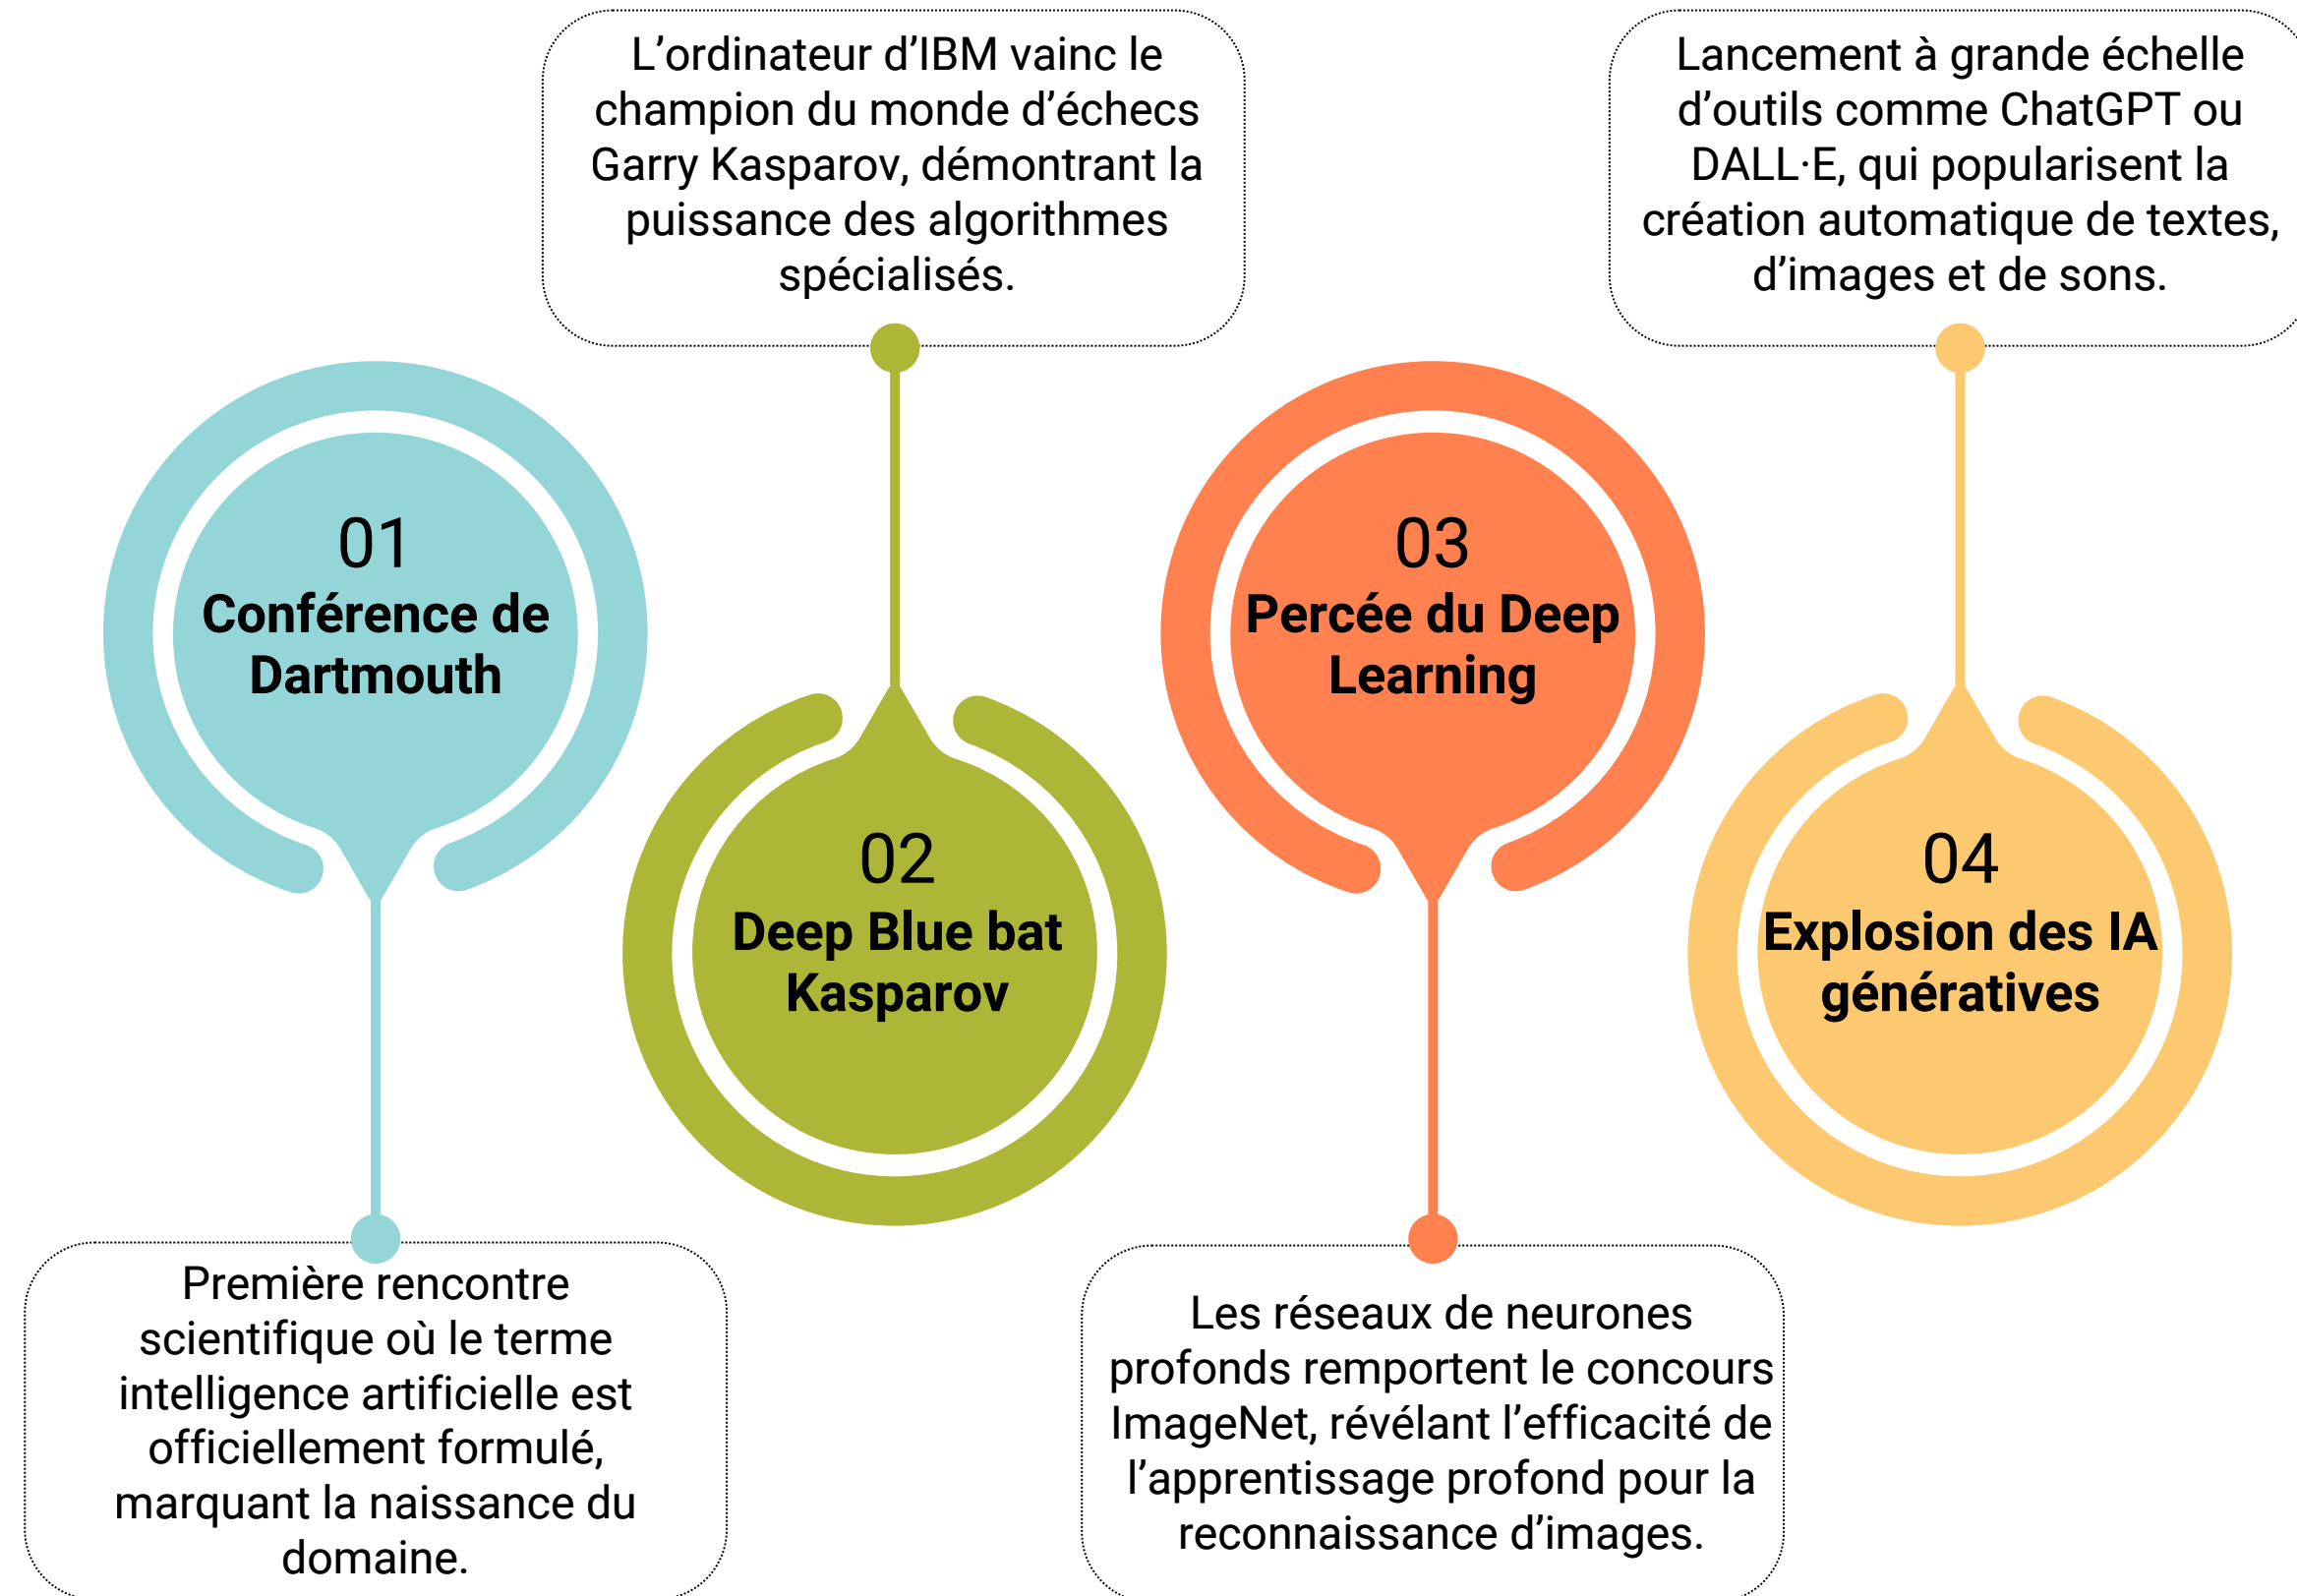 01
Conférence de
Dartmouth
Première rencontre
scientifique où le terme
intelligence artificielle est
officiellement formulé,
marquant la naissance du
domaine.
L’ordinateur d’IBM vainc le
champion du monde d’échecs
Garry Kasparov, démontrant la
puissance des algorithmes
spécialisés.
02
Deep Blue bat
Kasparov
03
Percée du Deep
Learning
Les réseaux de neurones
profonds remportent le concours
ImageNet, révélant l’efficacité de
l’apprentissage profond pour la
reconnaissance d’images.
Lancement à grande échelle
d’outils comme ChatGPT ou
DALL·E, qui popularisent la
création automatique de textes,
d’images et de sons.
04
Explosion des IA
génératives